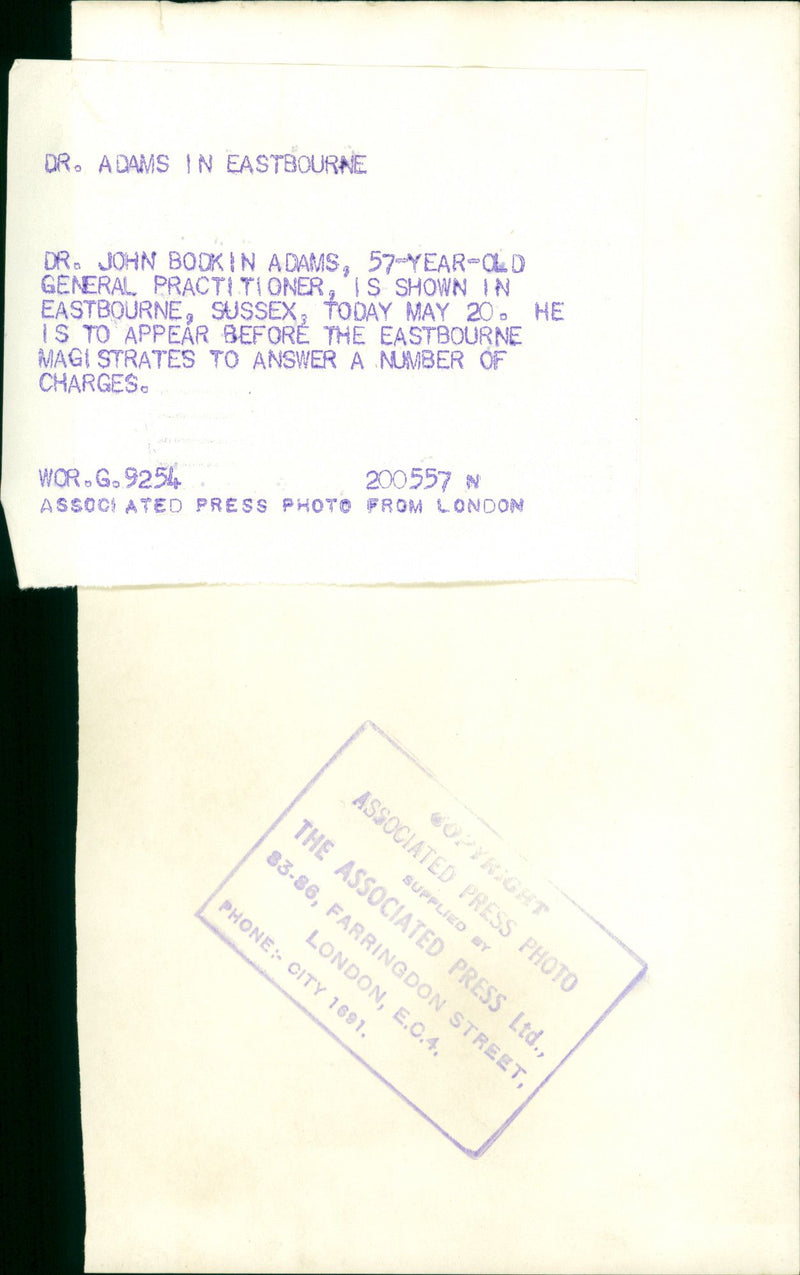 DR. ADAMS IN EASTBOURNE
DR. JOHN BODKIN ADAMS, 57-YEAR-OLD
GENERAL PRACTITIONER, IS SHOWN IN
EASTBOURNE, SUSSEX, TODAY MAY 20. HE
IS TO APPEAR BEFORE THE EASTBOURNE
MAGISTRATES TO ANSWER A NUMBER OF
CHARGES.
WOR.G.9254 200557 N
ASSOCIATED PRESS PHOTO FROM LONDON
COPYRIGHT
ASSOCIATED PRESS PHOTO
SUPPLIED BY
THE ASSOCIATED PRESS Ltd.,
83-86, FARRINGDON STREET,
LONDON, E.C.4.
PHONE:- CITY 1691.